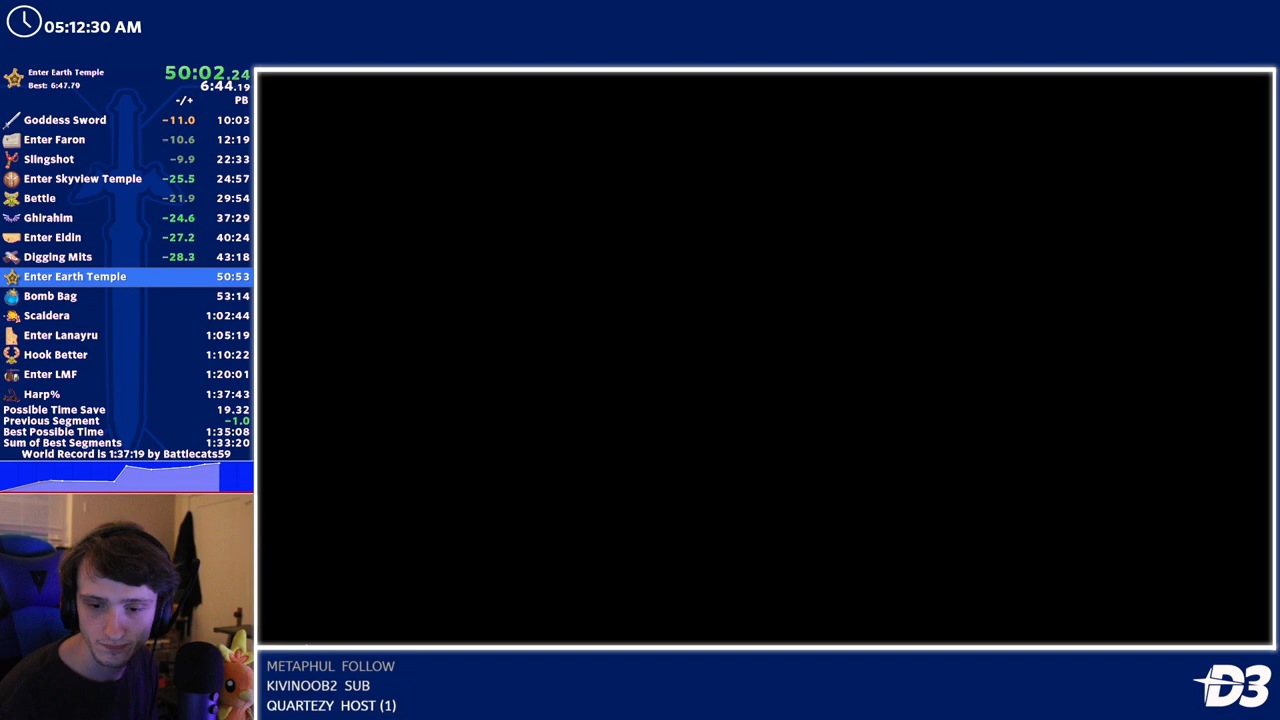 05:12:30 AM
Enter Earth Temple 50:02.24
Best: 6:47.79 6:44.19
-/+ PB
Goddess Sword -11.0 10:03
Enter Faron -10.6 12:19
Slingshot -9.9 22:33
Enter Skyview Temple -25.5 24:57
Bettle -21.9 29:54
Ghirahim -24.6 37:29
Enter Eldin -27.2 40:24
Digging Mits -28.3 43:18
Enter Earth Temple 50:53
Bomb Bag 53:14
Scaldera 1:02:44
Enter Lanayru 1:05:19
Hook Better 1:10:22
Enter LMF 1:20:01
Harp% 1:37:43
Possible Time Save 19.32
Previous Segment -1.0
Best Possible Time 1:35:08
Sum of Best Segments 1:33:20
World Record is 1:37:19 by Battlecats59
METAPHUL FOLLOW
KIVINOOB2 SUB
QUARTEZY HOST (1)
D3